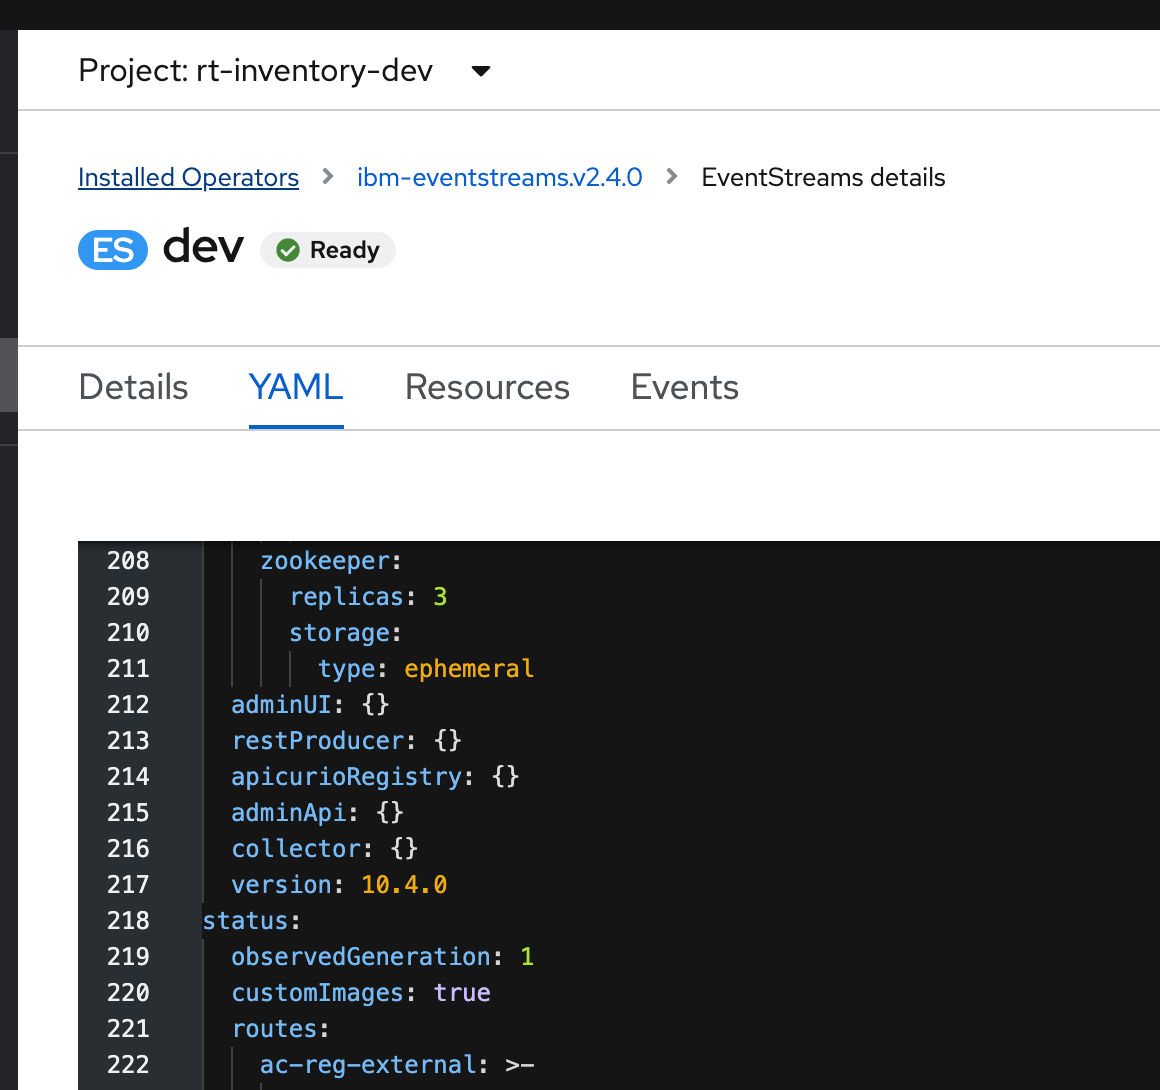 Project: rt-inventory-dev
Installed Operators > ibm-eventstreams.v2.4.0 > EventStreams details
ES dev Ready
Details YAML Resources Events
208 zookeeper:
209 replicas: 3
210 storage:
211 type: ephemeral
212 adminUI: {}
213 restProducer: {}
214 apicurioRegistry: {}
215 adminApi: {}
216 collector: {}
217 version: 10.4.0
218 status:
219 observedGeneration: 1
220 customImages: true
221 routes:
222 ac-reg-external: >-